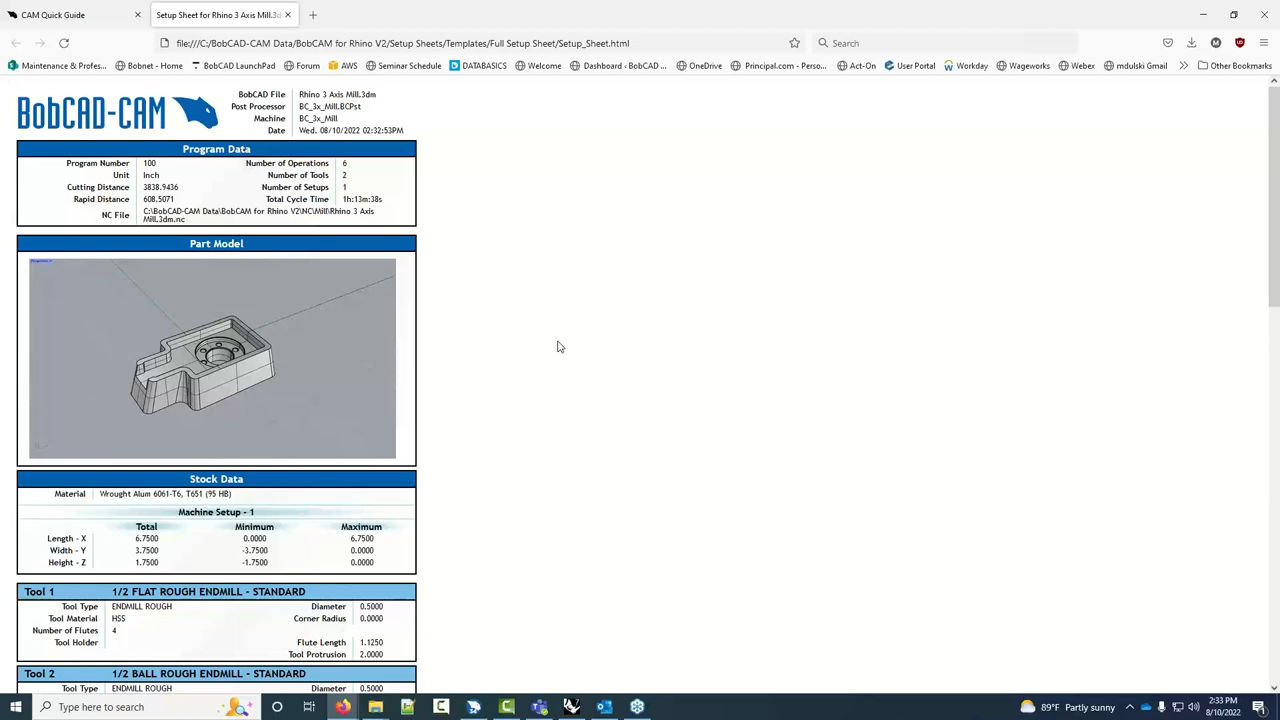 CAM Quick Guide
Setup Sheet for Rhino 3 Axis Mill.3d
file:///C:/BobCAD-CAM Data/BobCAM for Rhino V2/Setup Sheets/Templates/Full Setup Sheet/Setup_Sheet.html
Search
Maintenance & Profes... Bobnet - Home BobCAD LaunchPad Forum AWS Seminar Schedule DATABASICS Welcome Dashboard ‹ BobCAD ... OneDrive Principal.com - Perso... Act-On User Portal Workday Wageworks Webex mdulski Gmail Other Bookmarks
BobCAD-CAM
BobCAD File Rhino 3 Axis Mill.3dm
Post Processor BC_3x_Mill.BCPst
Machine BC_3x_Mill
Date Wed. 08/10/2022 02:32:53PM
Program Data
Program Number 100 Number of Operations 6
Unit Inch Number of Tools 2
Cutting Distance 3838.9436 Number of Setups 1
Rapid Distance 608.5071 Total Cycle Time 1h:13m:38s
NC File C:\BobCAD-CAM Data\BobCAM for Rhino V2\NC\Mill\Rhino 3 Axis
Mill.3dm.nc
Part Model
Stock Data
Material Wrought Alum 6061-T6, T651 (95 HB)
Machine Setup - 1
Total Minimum Maximum
Length - X 6.7500 0.0000 6.7500
Width - Y 3.7500 -3.7500 0.0000
Height - Z 1.7500 -1.7500 0.0000
Tool 1 1/2 FLAT ROUGH ENDMILL - STANDARD
Tool Type ENDMILL ROUGH Diameter 0.5000
Tool Material HSS Corner Radius 0.0000
Number of Flutes 4
Tool Holder Flute Length 1.1250
Tool Protrusion 2.0000
Tool 2 1/2 BALL ROUGH ENDMILL - STANDARD
Tool Type ENDMILL ROUGH Diameter 0.5000
Type here to search
89°F Partly sunny
2:33 PM
8/10/2022